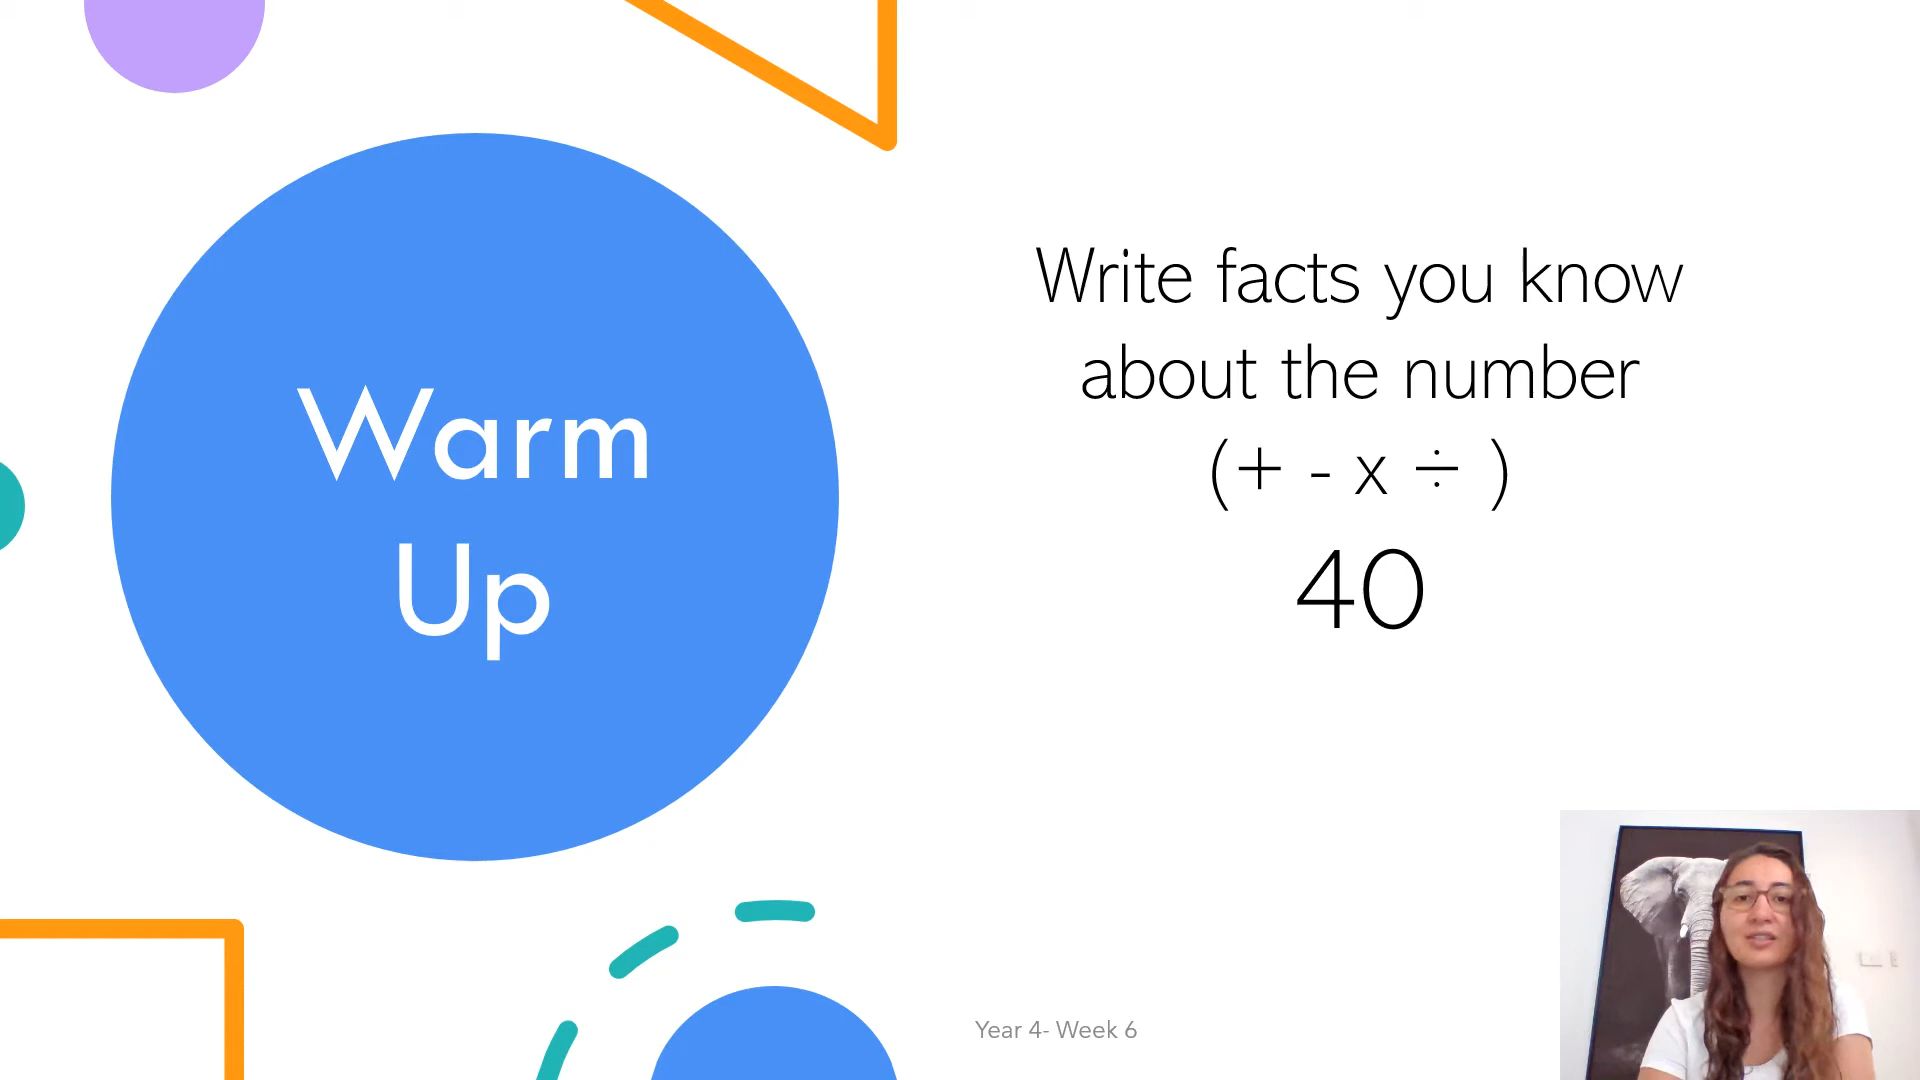 Warm
Up
Write facts you know
about the number
(+ - x ÷ )
40
Year 4- Week 6